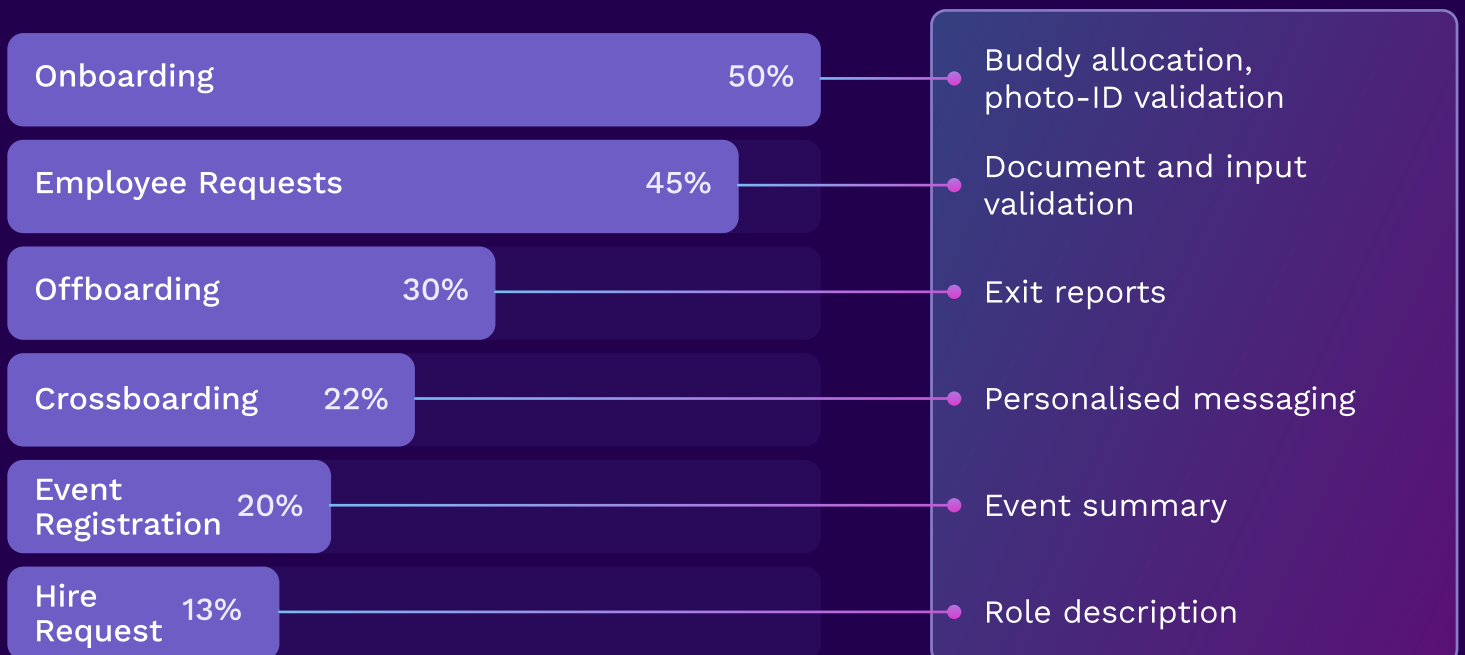 Onboarding
50%
Buddy allocation,
photo-ID validation
Employee Requests
45%
Document and input
validation
Offboarding
30%
Exit reports
Crossboarding
22%
Personalised messaging
Event
Registration
20%
Event summary
Hire
Request
13%
Role description